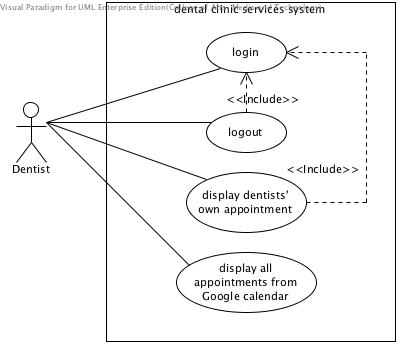 Visual Paradigm for UML Enterprise Edition(
dental clinic services system
login
<<Include>>
logout
<<Include>>
Dentist
display dentists'
own appointment
display all
appointments from
Google calendar